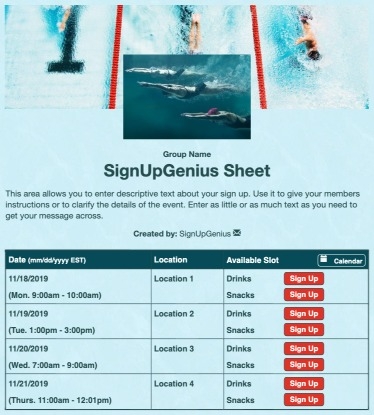 Group Name
SignUpGenius Sheet
This area allows you to enter descriptive text about your sign up. Use it to give your members
instructions or to clarify the details of the event. Enter as little or as much text as you need to
get your message across.
Created by: SignUpGenius
Date (mm/dd/yyyy EST) Location Available Slot Calendar
11/18/2019 Location 1 Drinks Sign Up
(Mon. 9:00am - 10:00am) Snacks Sign Up
11/19/2019 Location 2 Drinks Sign Up
(Tue. 1:00pm - 3:00pm) Snacks Sign Up
11/20/2019 Location 3 Drinks Sign Up
(Wed. 7:00am - 9:00am) Snacks Sign Up
11/21/2019 Location 4 Drinks Sign Up
(Thurs. 11:00am - 12:01pm) Snacks Sign Up